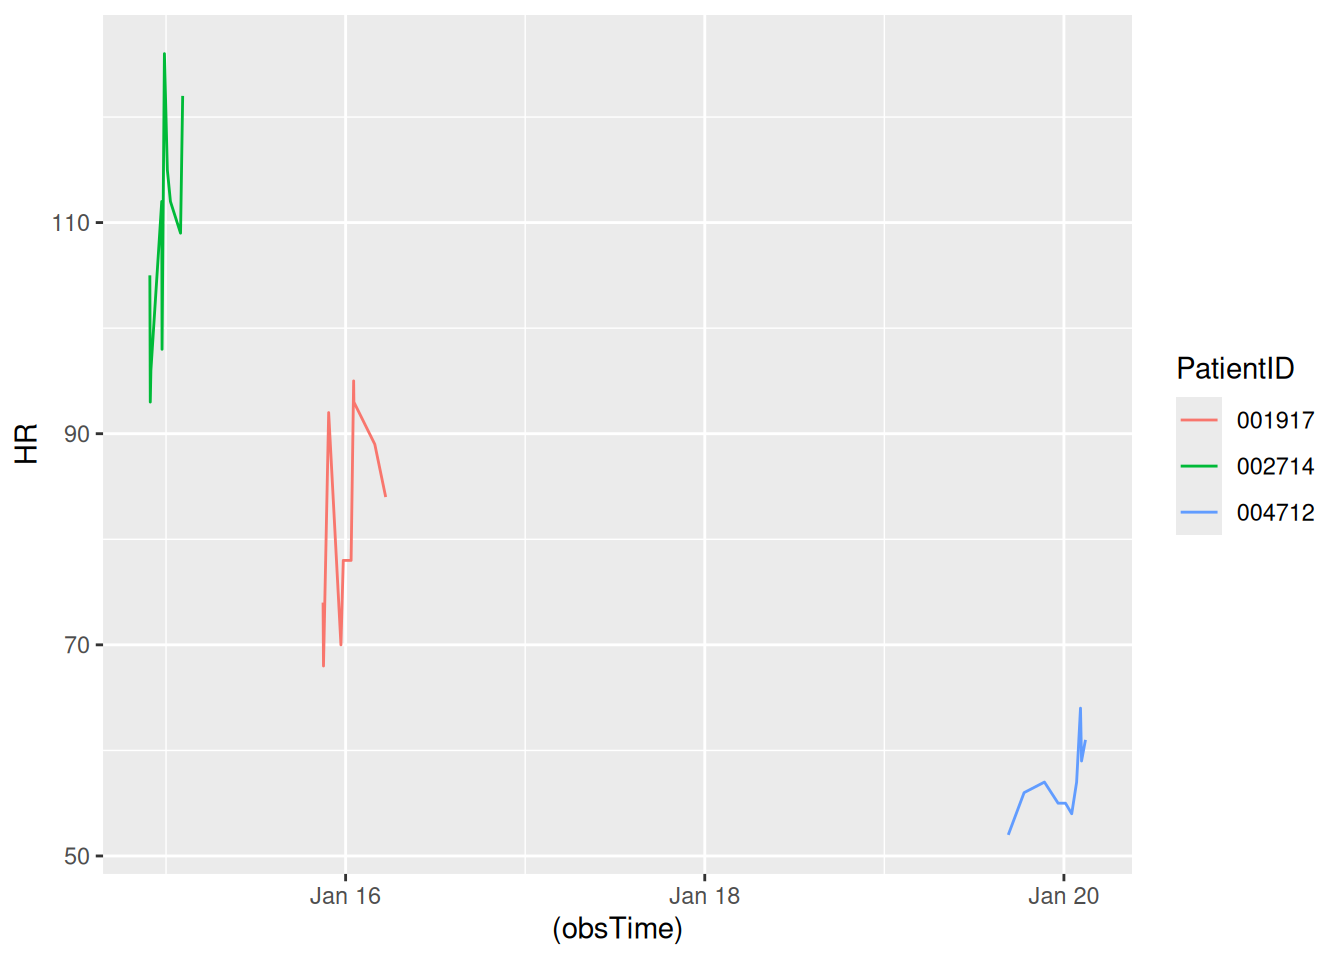 HR
110
90
70
50
Jan 16
Jan 18
Jan 20
(obsTime)
PatientID
001917
002714
004712